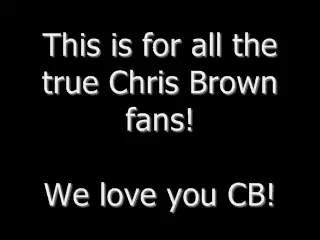 This is for all the
true Chris Brown
fans!
We love you CB!